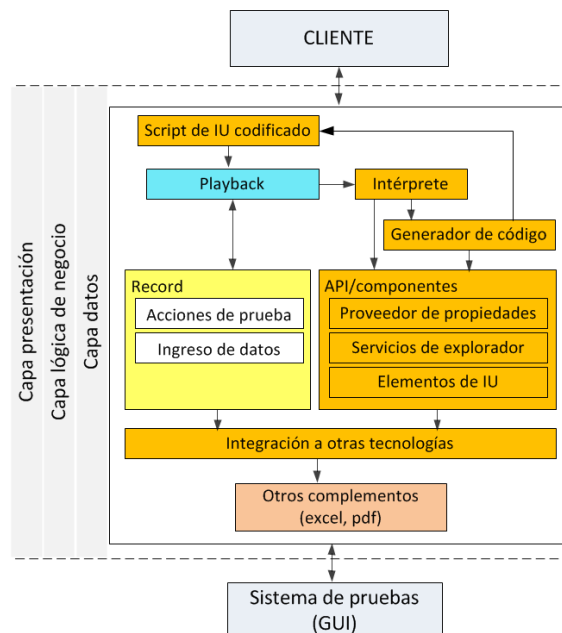 CLIENTE
Capa presentación
Capa lógica de negocio
Capa datos
Script de IU codificado
Playback
Intérprete
Generador de código
Record
Acciones de prueba
Ingreso de datos
API/componentes
Proveedor de propiedades
Servicios de explorador
Elementos de IU
Integración a otras tecnologías
Otros complementos
(excel, pdf)
Sistema de pruebas
(GUI)